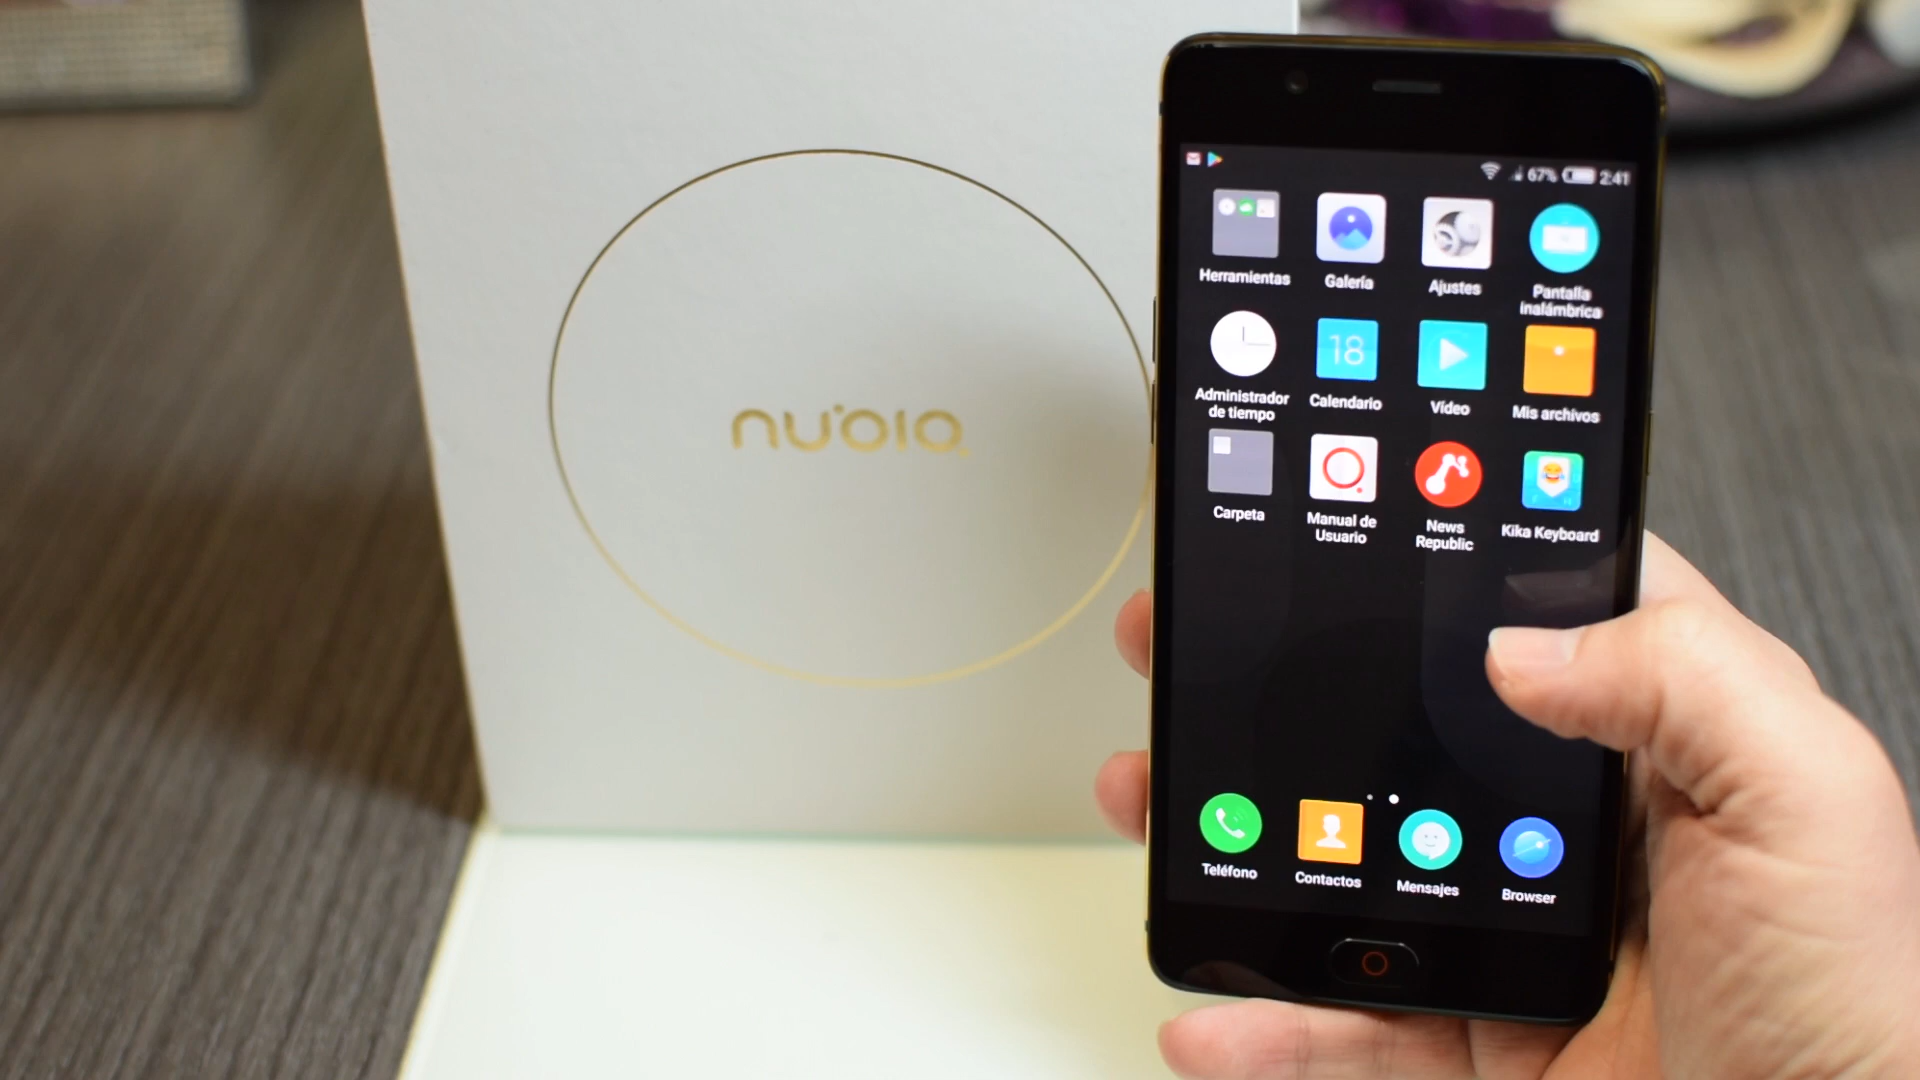 nubia
67% 2:41
Herramientas
Galería
Ajustes
Pantalla
inalámbrica
Administrador
de tiempo
18
Calendario
Vídeo
Mis archivos
Carpeta
Manual de
Usuario
News
Republic
Kika Keyboard
Teléfono
Contactos
Mensajes
Browser